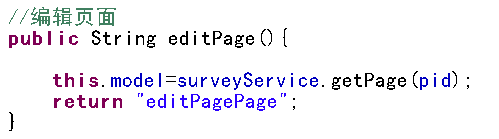 //编辑页面
public String editPage(){
this.model=surveyService.getPage(pid);
return "editPagePage";
}